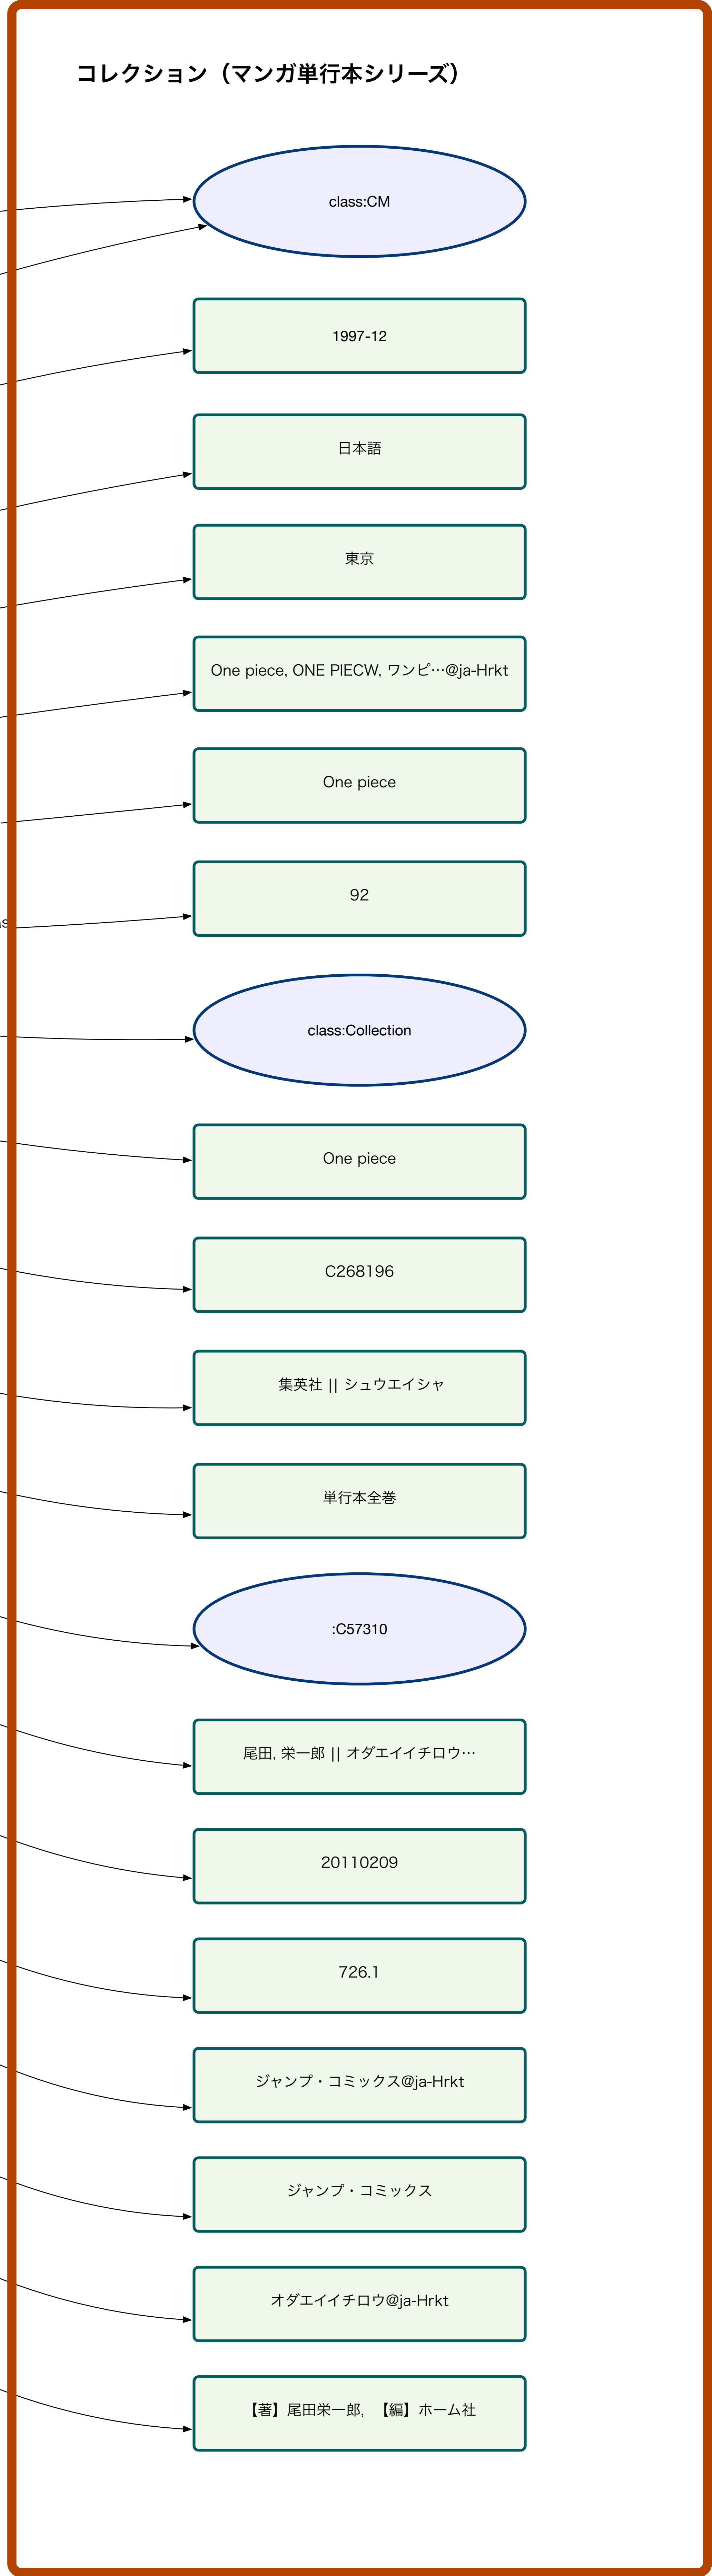 コレクション（マンガ単行本シリーズ）
class:CM
1997-12
日本語
東京
One piece, ONE PIECW, ワンピ…@ja-Hrkt
One piece
92
class:Collection
One piece
C268196
集英社 || シュウエイシャ
単行本全巻
:C57310
尾田, 栄一郎 || オダエイイチロウ…
20110209
726.1
ジャンプ・コミックス@ja-Hrkt
ジャンプ・コミックス
オダエイイチロウ@ja-Hrkt
【著】尾田栄一郎, 【編】ホーム社